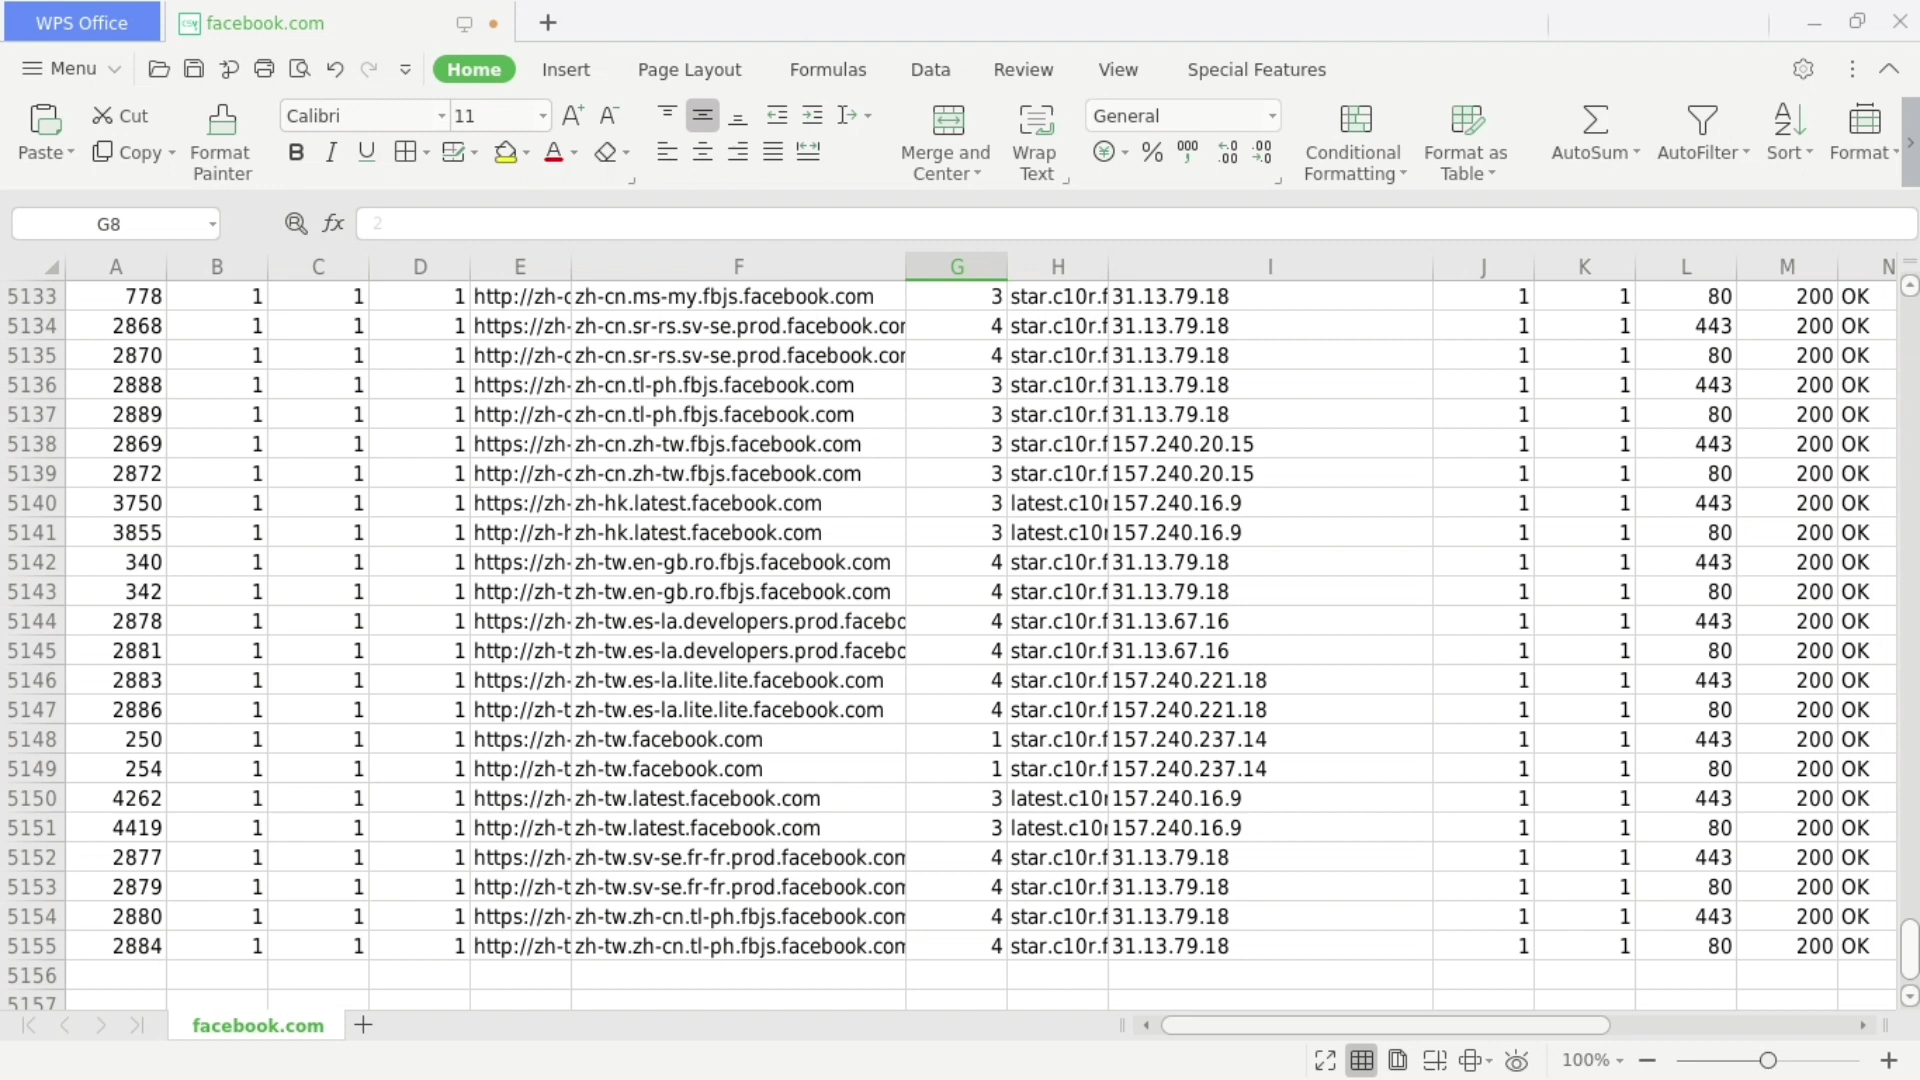 WPS Office facebook.com
Menu Home Insert Page Layout Formulas Data Review View Special Features
Paste Cut Copy Format Painter Calibri 11 Merge and Center Wrap Text General Conditional Formatting Format as Table AutoSum AutoFilter Sort Format
G8 fx 2
A B C D E F G H I J K L M N
5133 778 1 1 1 http://zh-c zh-cn.ms-my.fbjs.facebook.com 3 star.c10r.f 31.13.79.18 1 1 80 200 OK
5134 2868 1 1 1 https://zh- zh-cn.sr-rs.sv-se.prod.facebook.cor 4 star.c10r.f 31.13.79.18 1 1 443 200 OK
5135 2870 1 1 1 http://zh-c zh-cn.sr-rs.sv-se.prod.facebook.cor 4 star.c10r.f 31.13.79.18 1 1 80 200 OK
5136 2888 1 1 1 https://zh- zh-cn.tl-ph.fbjs.facebook.com 3 star.c10r.f 31.13.79.18 1 1 443 200 OK
5137 2889 1 1 1 http://zh-c zh-cn.tl-ph.fbjs.facebook.com 3 star.c10r.f 31.13.79.18 1 1 80 200 OK
5138 2869 1 1 1 https://zh- zh-cn.zh-tw.fbjs.facebook.com 3 star.c10r.f 157.240.20.15 1 1 443 200 OK
5139 2872 1 1 1 http://zh-c zh-cn.zh-tw.fbjs.facebook.com 3 star.c10r.f 157.240.20.15 1 1 80 200 OK
5140 3750 1 1 1 https://zh- zh-hk.latest.facebook.com 3 latest.c10r 157.240.16.9 1 1 443 200 OK
5141 3855 1 1 1 http://zh-h zh-hk.latest.facebook.com 3 latest.c10r 157.240.16.9 1 1 80 200 OK
5142 340 1 1 1 https://zh- zh-tw.en-gb.ro.fbjs.facebook.com 4 star.c10r.f 31.13.79.18 1 1 443 200 OK
5143 342 1 1 1 http://zh-t zh-tw.en-gb.ro.fbjs.facebook.com 4 star.c10r.f 31.13.79.18 1 1 80 200 OK
5144 2878 1 1 1 https://zh- zh-tw.es-la.developers.prod.facebo 4 star.c10r.f 31.13.67.16 1 1 443 200 OK
5145 2881 1 1 1 http://zh-t zh-tw.es-la.developers.prod.facebo 4 star.c10r.f 31.13.67.16 1 1 80 200 OK
5146 2883 1 1 1 https://zh- zh-tw.es-la.lite.lite.facebook.com 4 star.c10r.f 157.240.221.18 1 1 443 200 OK
5147 2886 1 1 1 http://zh-t zh-tw.es-la.lite.lite.facebook.com 4 star.c10r.f 157.240.221.18 1 1 80 200 OK
5148 250 1 1 1 https://zh- zh-tw.facebook.com 1 star.c10r.f 157.240.237.14 1 1 443 200 OK
5149 254 1 1 1 http://zh-t zh-tw.facebook.com 1 star.c10r.f 157.240.237.14 1 1 80 200 OK
5150 4262 1 1 1 https://zh- zh-tw.latest.facebook.com 3 latest.c10r 157.240.16.9 1 1 443 200 OK
5151 4419 1 1 1 http://zh-t zh-tw.latest.facebook.com 3 latest.c10r 157.240.16.9 1 1 80 200 OK
5152 2877 1 1 1 https://zh- zh-tw.sv-se.fr-fr.prod.facebook.com 4 star.c10r.f 31.13.79.18 1 1 443 200 OK
5153 2879 1 1 1 http://zh-t zh-tw.sv-se.fr-fr.prod.facebook.com 4 star.c10r.f 31.13.79.18 1 1 80 200 OK
5154 2880 1 1 1 https://zh- zh-tw.zh-cn.tl-ph.fbjs.facebook.com 4 star.c10r.f 31.13.79.18 1 1 443 200 OK
5155 2884 1 1 1 http://zh-t zh-tw.zh-cn.tl-ph.fbjs.facebook.com 4 star.c10r.f 31.13.79.18 1 1 80 200 OK
5156
5157
facebook.com
100%